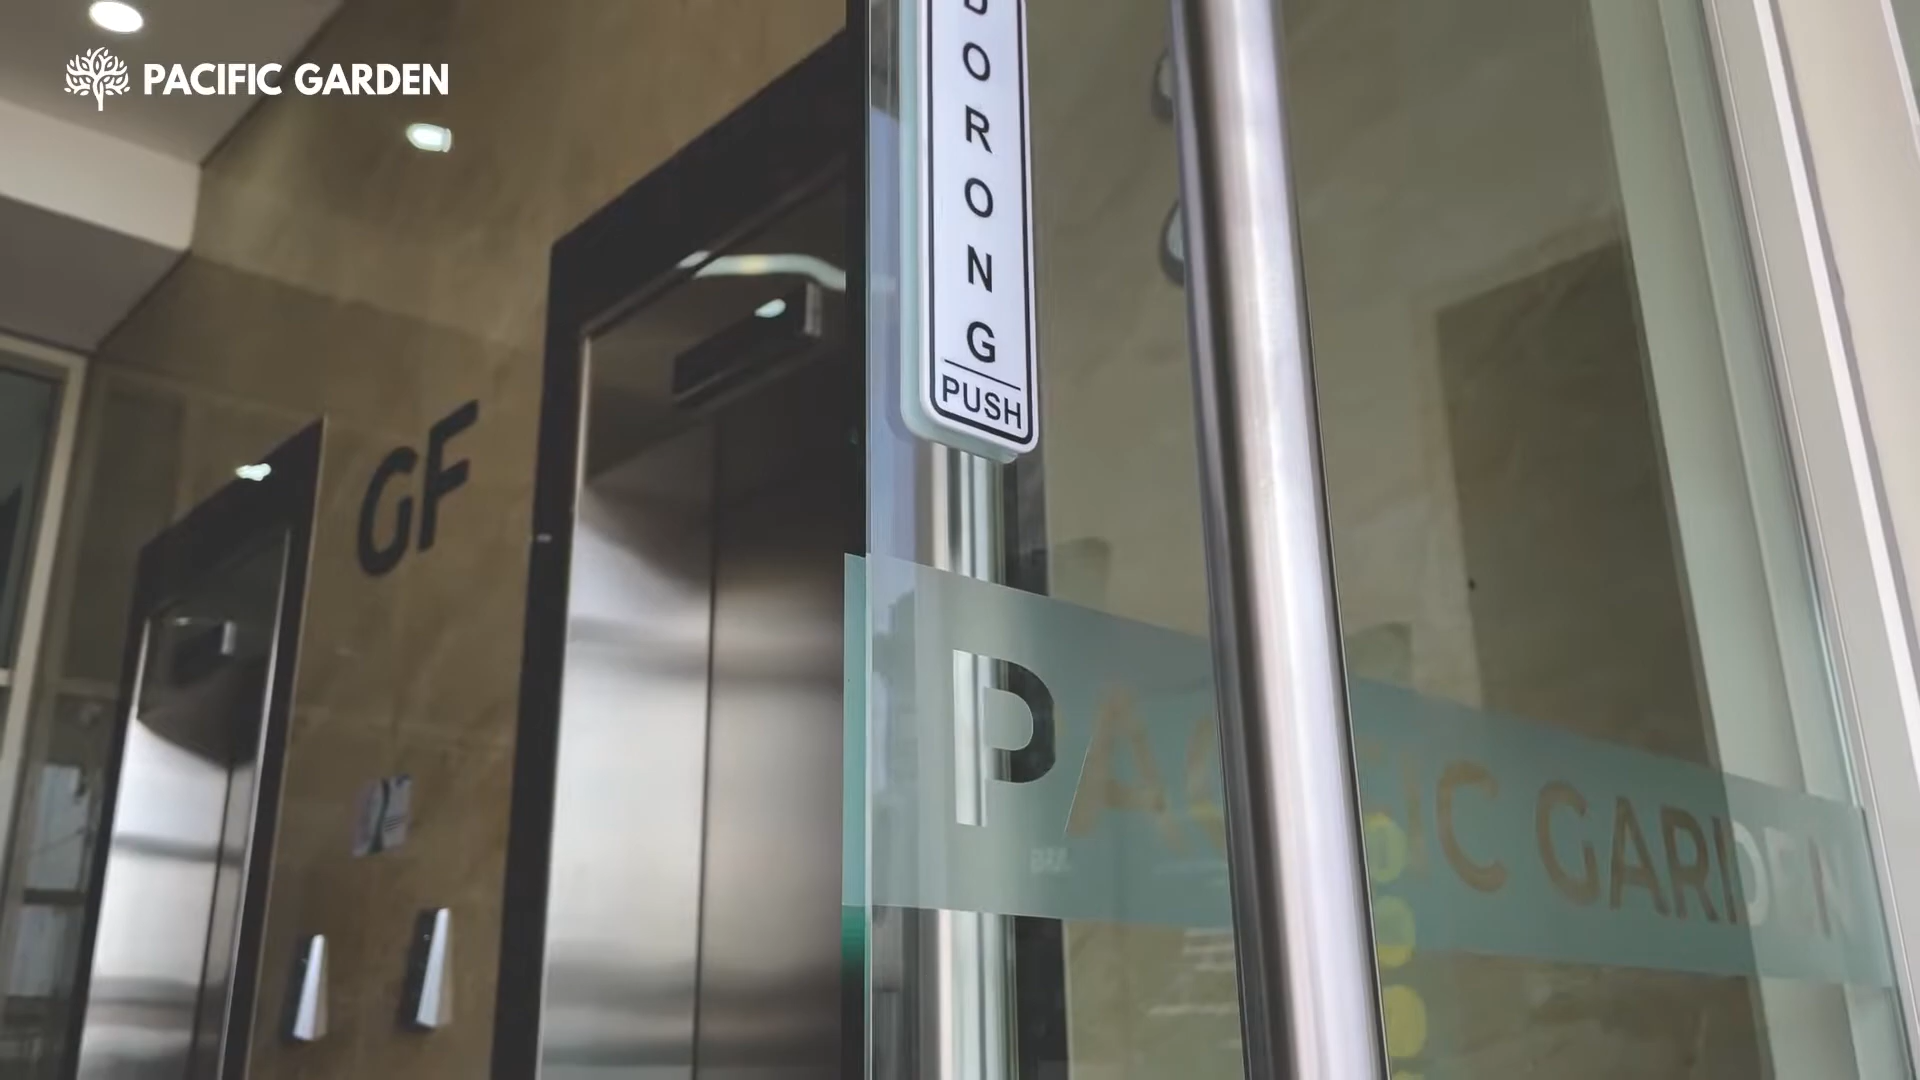 PACIFIC GARDEN
DORONG
PUSH
GF
PACIFIC GARDEN